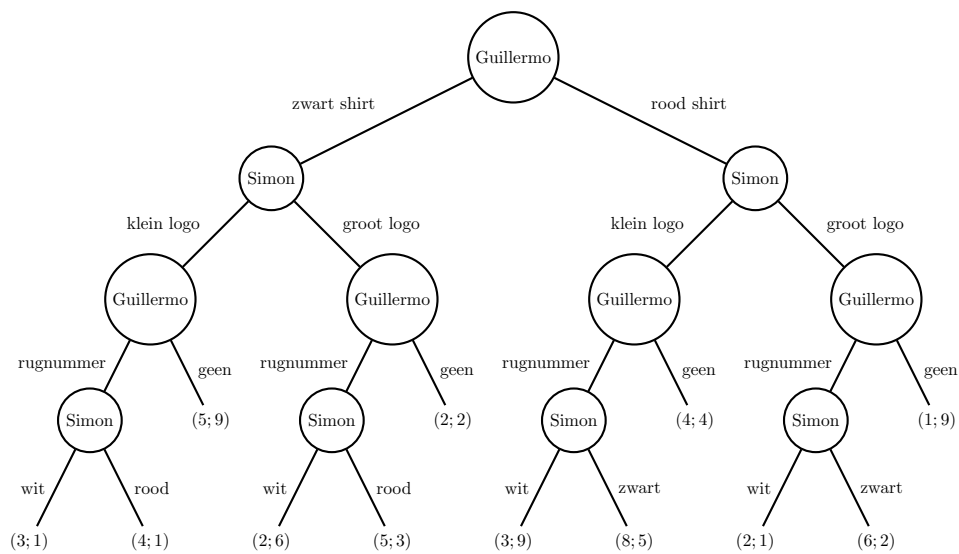 Guillermo
zwart shirt
rood shirt
Simon
Simon
klein logo
groot logo
klein logo
groot logo
Guillermo
Guillermo
Guillermo
Guillermo
rugnummer
geen
rugnummer
geen
rugnummer
geen
rugnummer
geen
Simon
(5; 9)
Simon
(2; 2)
Simon
(4; 4)
Simon
(1; 9)
wit
rood
wit
rood
wit
zwart
wit
zwart
(3; 1)
(4; 1)
(2; 6)
(5; 3)
(3; 9)
(8; 5)
(2; 1)
(6; 2)